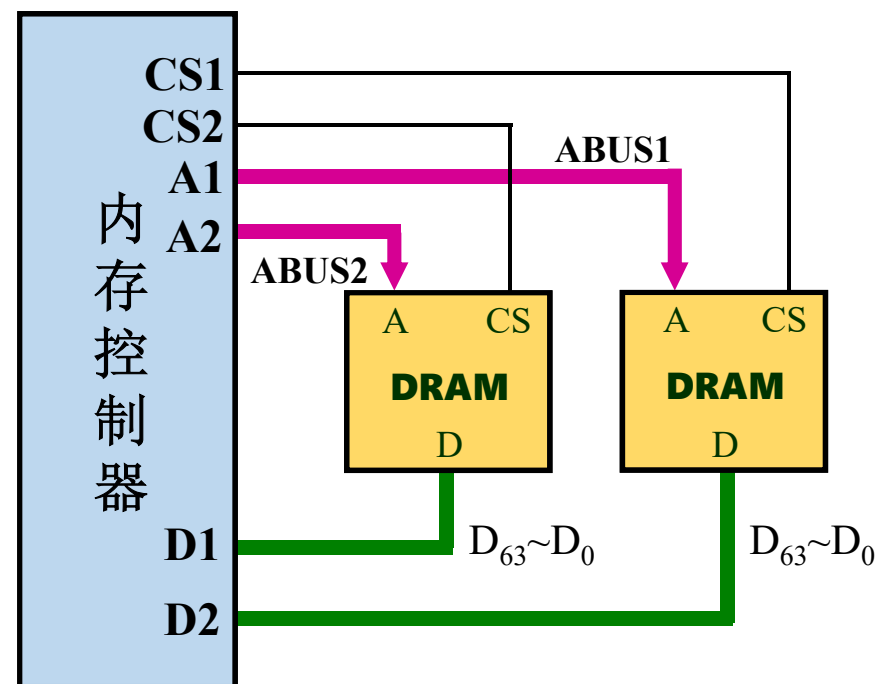 CS1
CS2
A1
A2
内存控制器
D1
D2
ABUS1
ABUS2
A CS
DRAM
D
A CS
DRAM
D
D₆₃~D₀
D₆₃~D₀